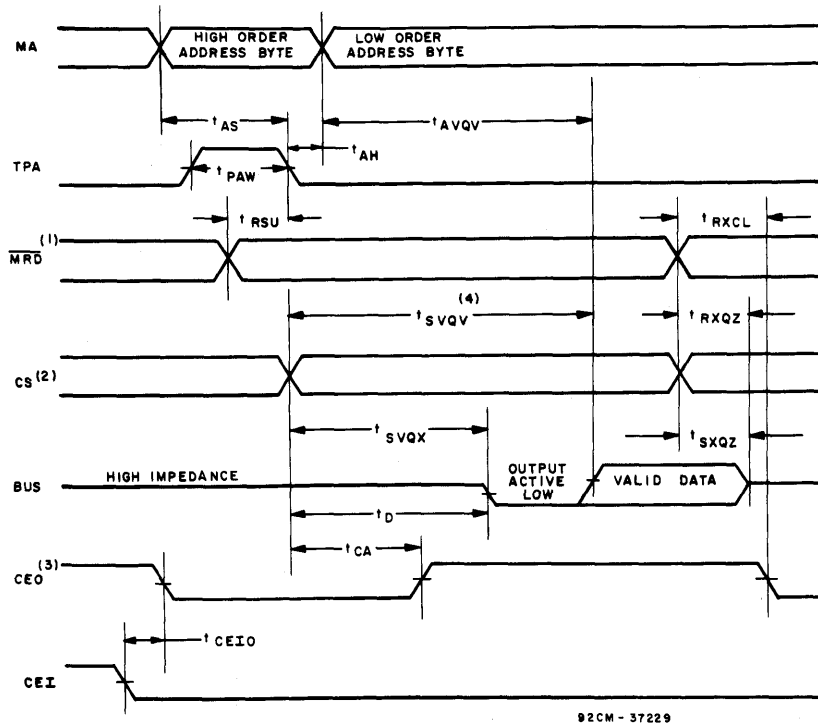 MA
HIGH ORDER
ADDRESS BYTE
LOW ORDER
ADDRESS BYTE
tAS
tAVQV
tAH
TPA
tPAW
tRSU
tRXCL
MRD(1)
(4)
tSVQV
tRXQZ
CS(2)
tSVQX
tSXQZ
BUS
HIGH IMPEDANCE
OUTPUT
ACTIVE
LOW
VALID DATA
tD
tCA
CEO(3)
tCEIO
CEI
92CM-37229